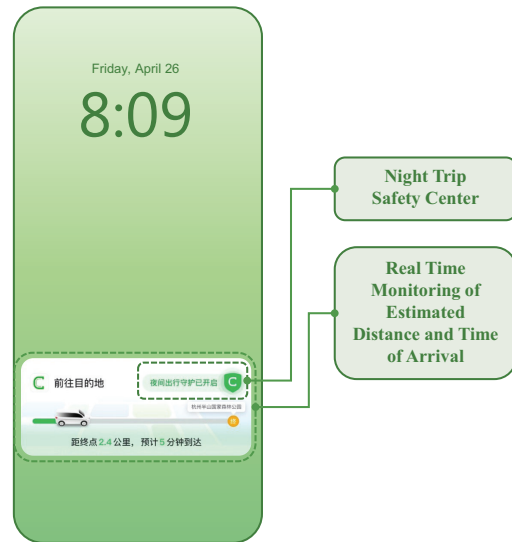 Friday, April 26
8:09
前往目的地
夜间出行守护已开启
杭州半山国家森林公园
距终点2.4公里，预计5分钟到达
Night Trip
Safety Center
Real Time
Monitoring of
Estimated
Distance and Time
of Arrival